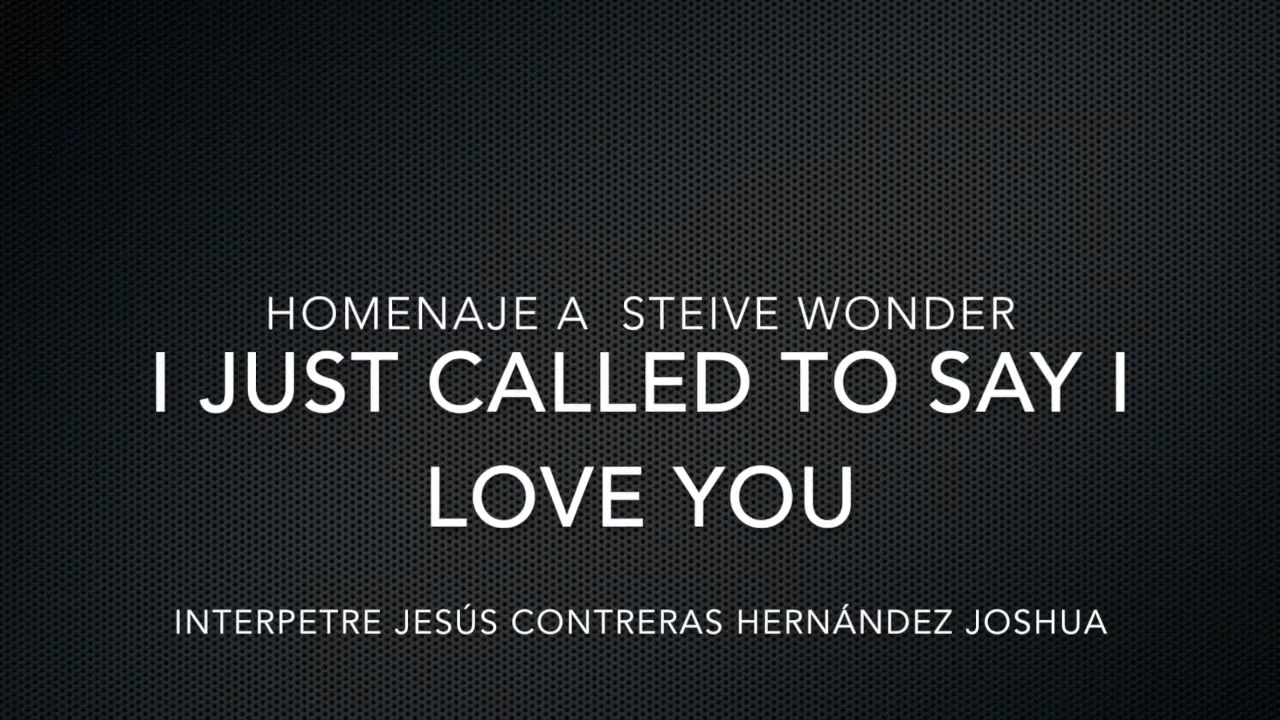 HOMENAJE A  STEIVE WONDER
I JUST CALLED TO SAY I
LOVE YOU
INTERPETRE JESÚS CONTRERAS HERNÁNDEZ JOSHUA